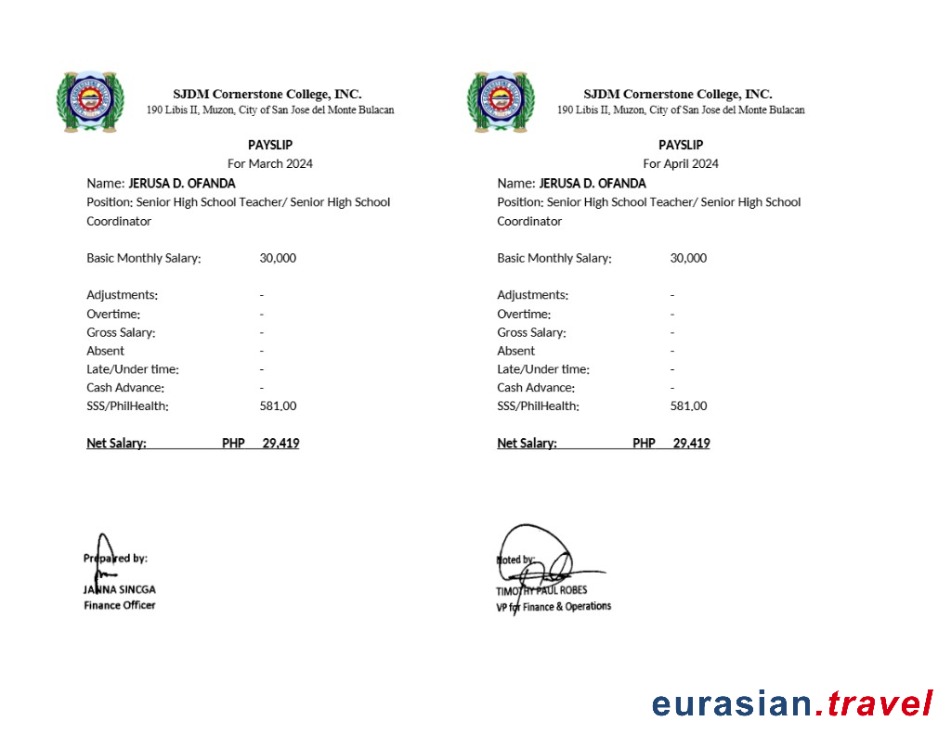 SJDM Cornerstone College, INC.
190 Libis II, Muzon, City of San Jose del Monte Bulacan
PAYSLIP
For March 2024
Name: JERUSA D. OFANDA
Position: Senior High School Teacher/ Senior High School
Coordinator
Basic Monthly Salary: 30,000
Adjustments: -
Overtime: -
Gross Salary: -
Absent -
Late/Under time: -
Cash Advance: -
SSS/PhilHealth: 581.00
Net Salary: PHP 29,419
Prepared by:
JANNA SINCGA
Finance Officer
SJDM Cornerstone College, INC.
190 Libis II, Muzon, City of San Jose del Monte Bulacan
PAYSLIP
For April 2024
Name: JERUSA D. OFANDA
Position: Senior High School Teacher/ Senior High School
Coordinator
Basic Monthly Salary: 30,000
Adjustments: -
Overtime: -
Gross Salary: -
Absent -
Late/Under time: -
Cash Advance: -
SSS/PhilHealth: 581.00
Net Salary: PHP 29,419
Noted by:
TIMOTHY PAUL ROBES
VP for Finance & Operations
eurasian.travel